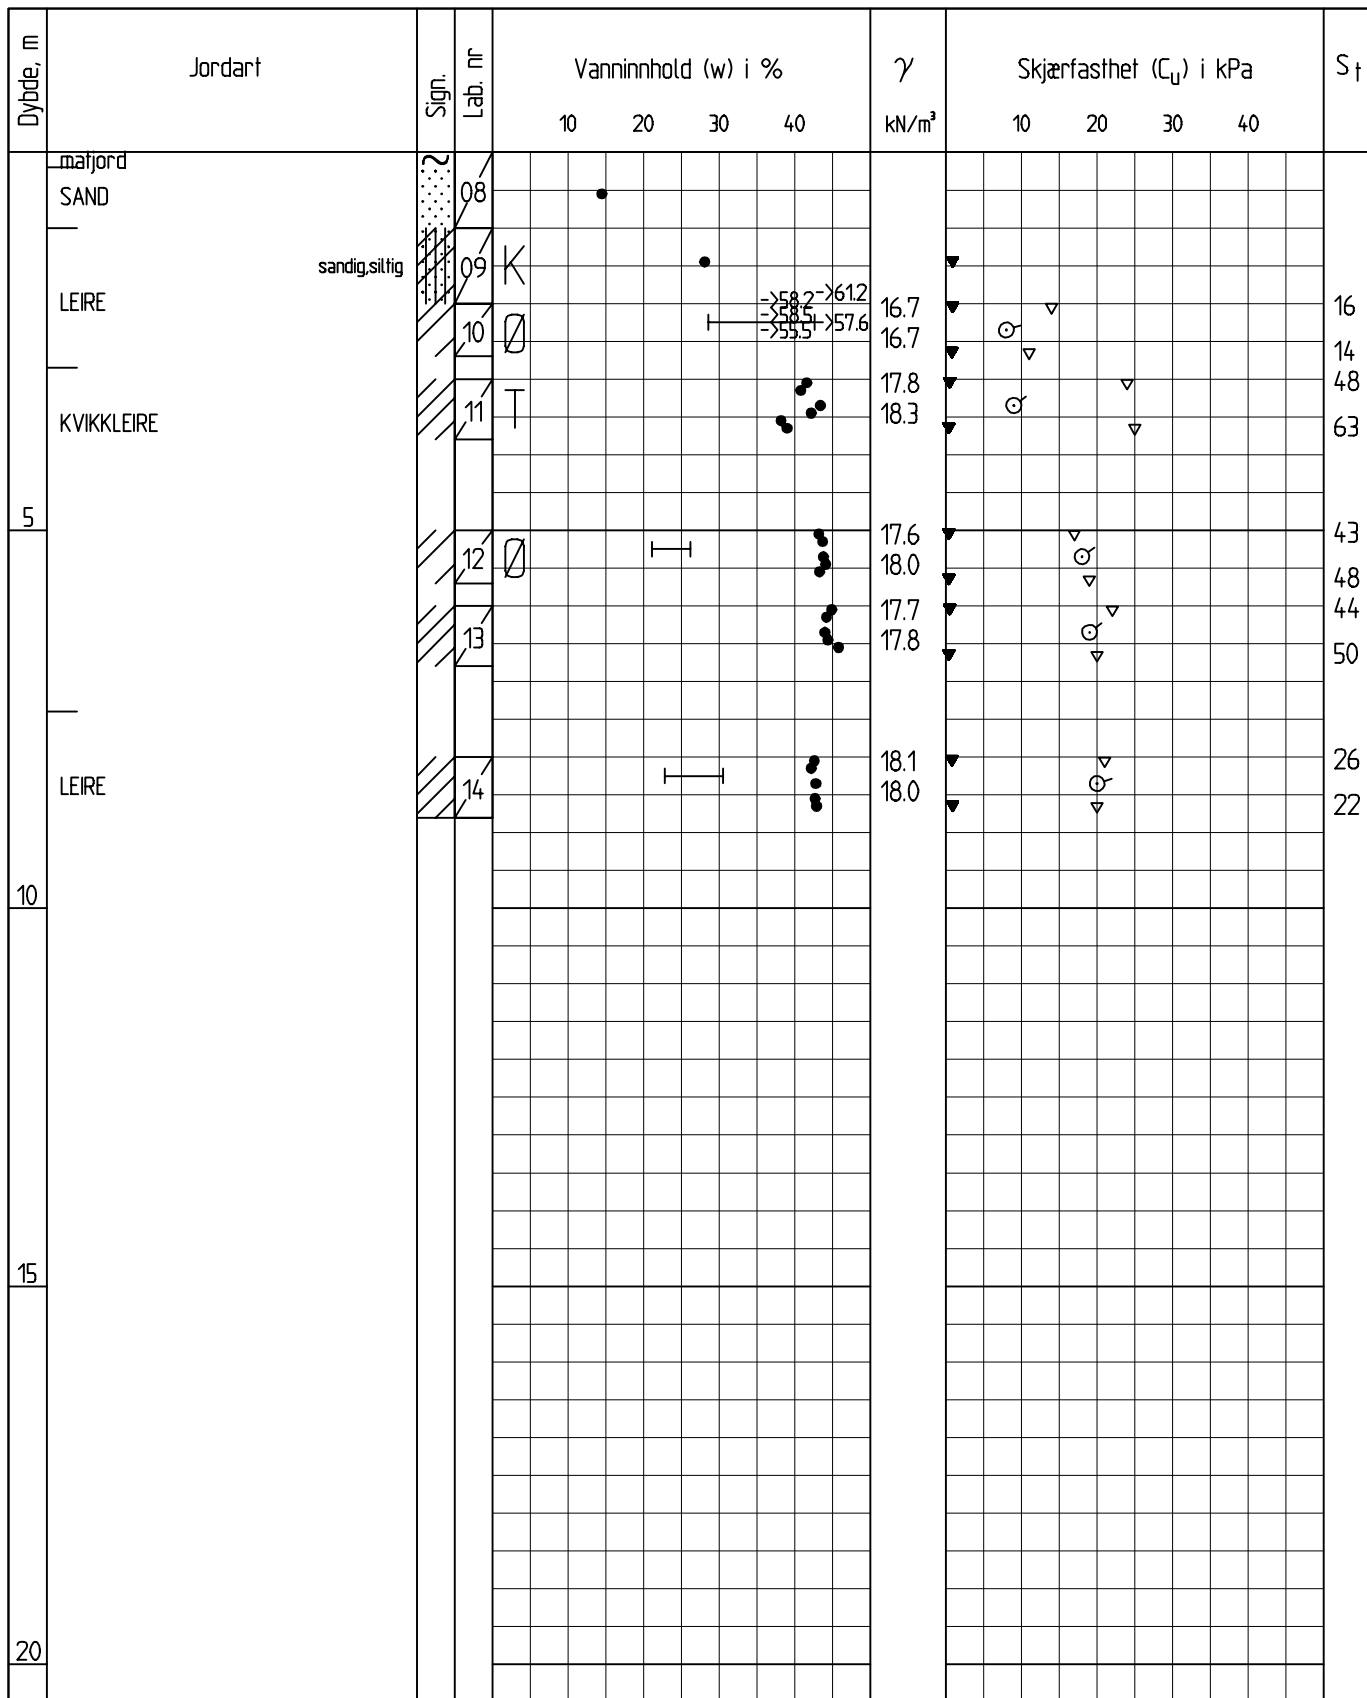 Dybde, m
Jordart
Sign.
Lab. nr
Vanninnhold (w) i %
10 20 30 40
γ
kN/m³
Skjærfasthet (Cu) i kPa
10 20 30 40
St
matjord
SAND
08
sandig,siltig
09
K
LEIRE
10
Ø
->58.2
->61.2
->58.5
->57.6
->55.5
16.7
16
16.7
14
11
T
17.8
48
KVIKKLEIRE
18.3
63
5
12
Ø
17.6
43
18.0
48
13
17.7
44
17.8
50
LEIRE
14
18.1
26
18.0
22
10
15
20